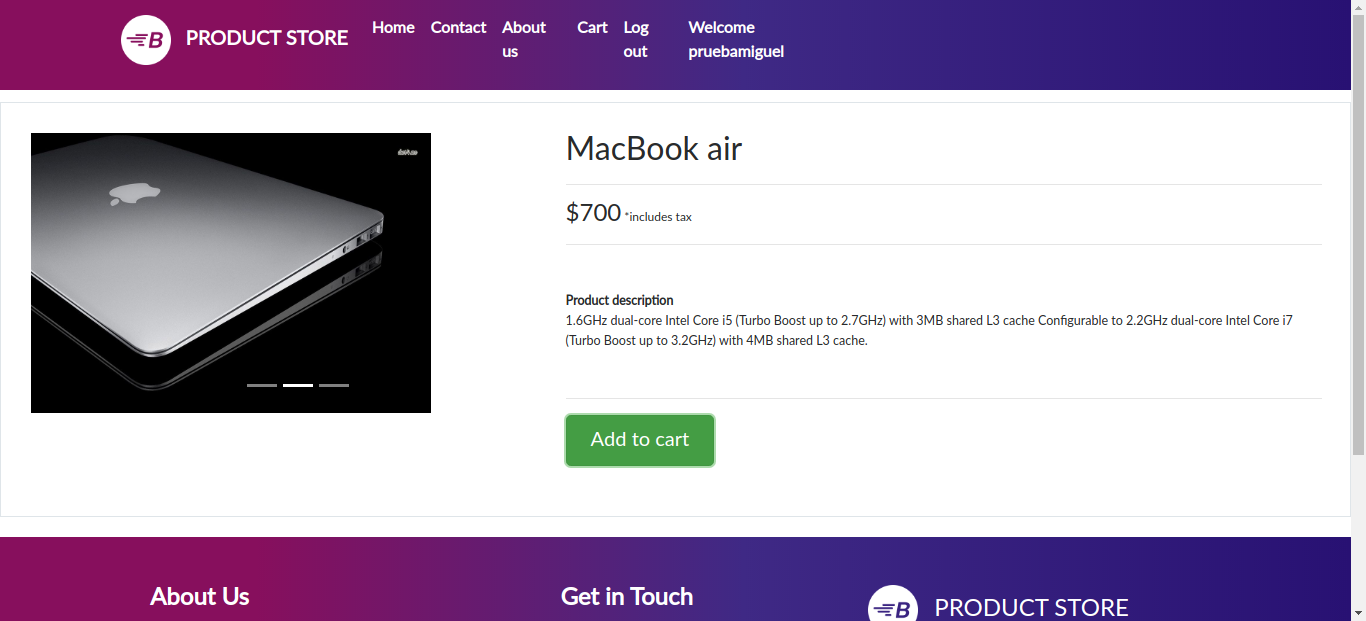 B PRODUCT STORE
Home
Contact
About
us
Cart
Log
out
Welcome
pruebamiguel
MacBook air
$700 *includes tax
Product description
1.6GHz dual-core Intel Core i5 (Turbo Boost up to 2.7GHz) with 3MB shared L3 cache Configurable to 2.2GHz dual-core Intel Core i7
(Turbo Boost up to 3.2GHz) with 4MB shared L3 cache.
Add to cart
About Us
Get in Touch
B PRODUCT STORE